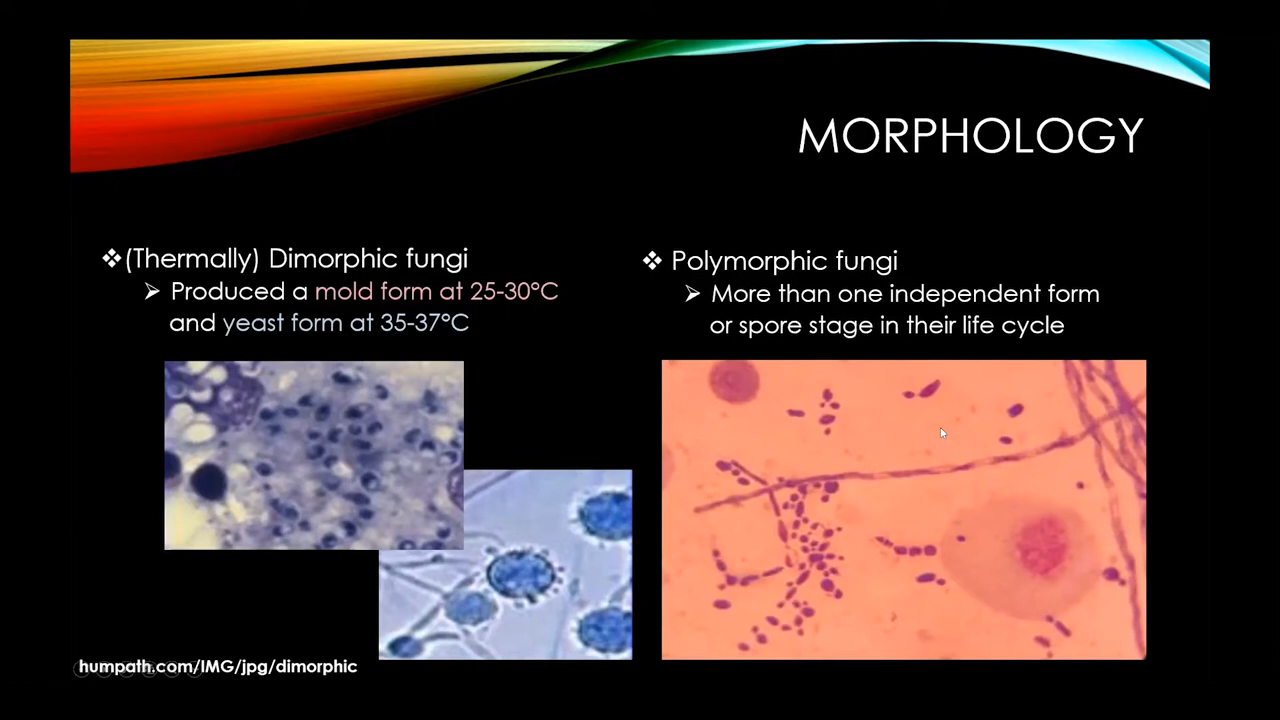 MORPHOLOGY
❖(Thermally) Dimorphic fungi
➢ Produced a mold form at 25-30°C
and yeast form at 35-37°C
❖ Polymorphic fungi
➢ More than one independent form
or spore stage in their life cycle
humpath.com/IMG/jpg/dimorphic